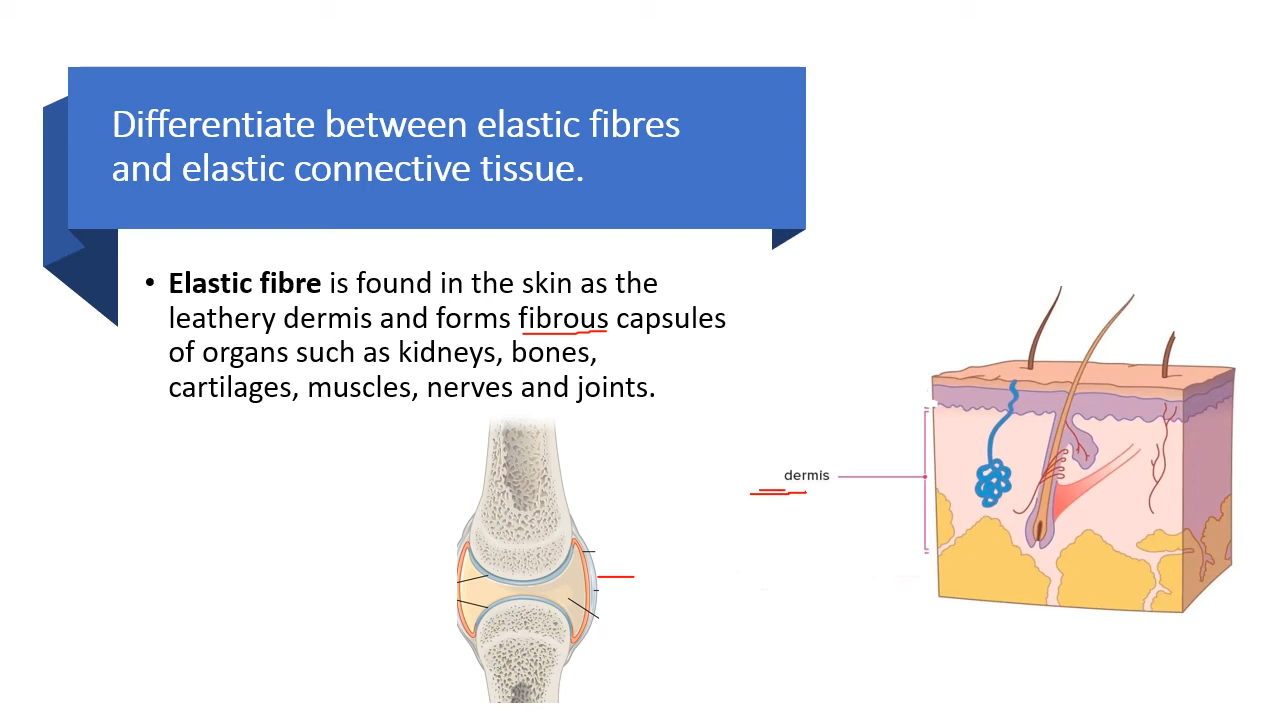 Differentiate between elastic fibres
and elastic connective tissue.
• Elastic fibre is found in the skin as the
leathery dermis and forms fibrous capsules
of organs such as kidneys, bones,
cartilages, muscles, nerves and joints.
dermis